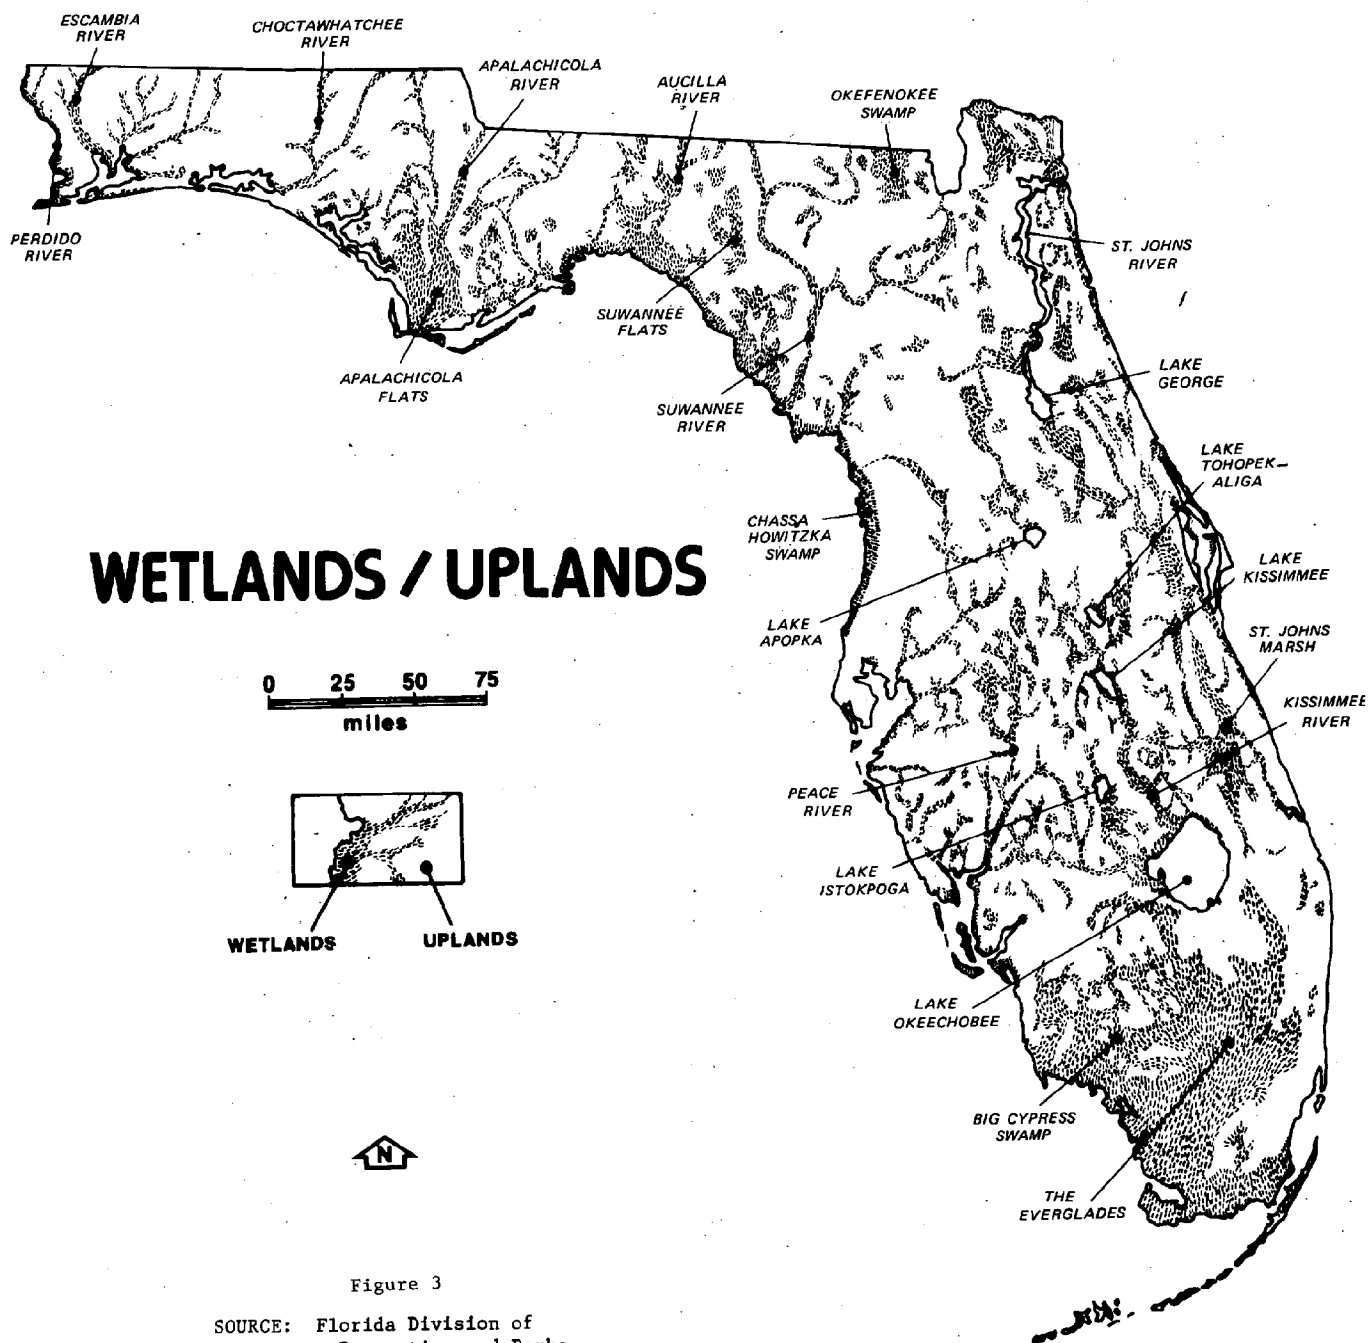 ESCAMBIA
RIVER
CHOCTAWHATCHEE
RIVER
APALACHICOLA
RIVER
AUCILLA
RIVER
OKEFENOKEE
SWAMP
PERDIDO
RIVER
ST. JOHNS
RIVER
SUWANNEE
FLATS
APALACHICOLA
FLATS
LAKE
GEORGE
SUWANNEE
RIVER
LAKE
TOHOPEK-
ALIGA
CHASSA
HOWITZKA
SWAMP
WETLANDS / UPLANDS
LAKE
KISSIMMEE
LAKE
APOPKA
ST. JOHNS
MARSH
0 25 50 75
miles
KISSIMMEE
RIVER
PEACE
RIVER
LAKE
ISTOKPOGA
WETLANDS UPLANDS
LAKE
OKEECHOBEE
BIG CYPRESS
SWAMP
N
THE
EVERGLADES
Figure 3
SOURCE: Florida Division of